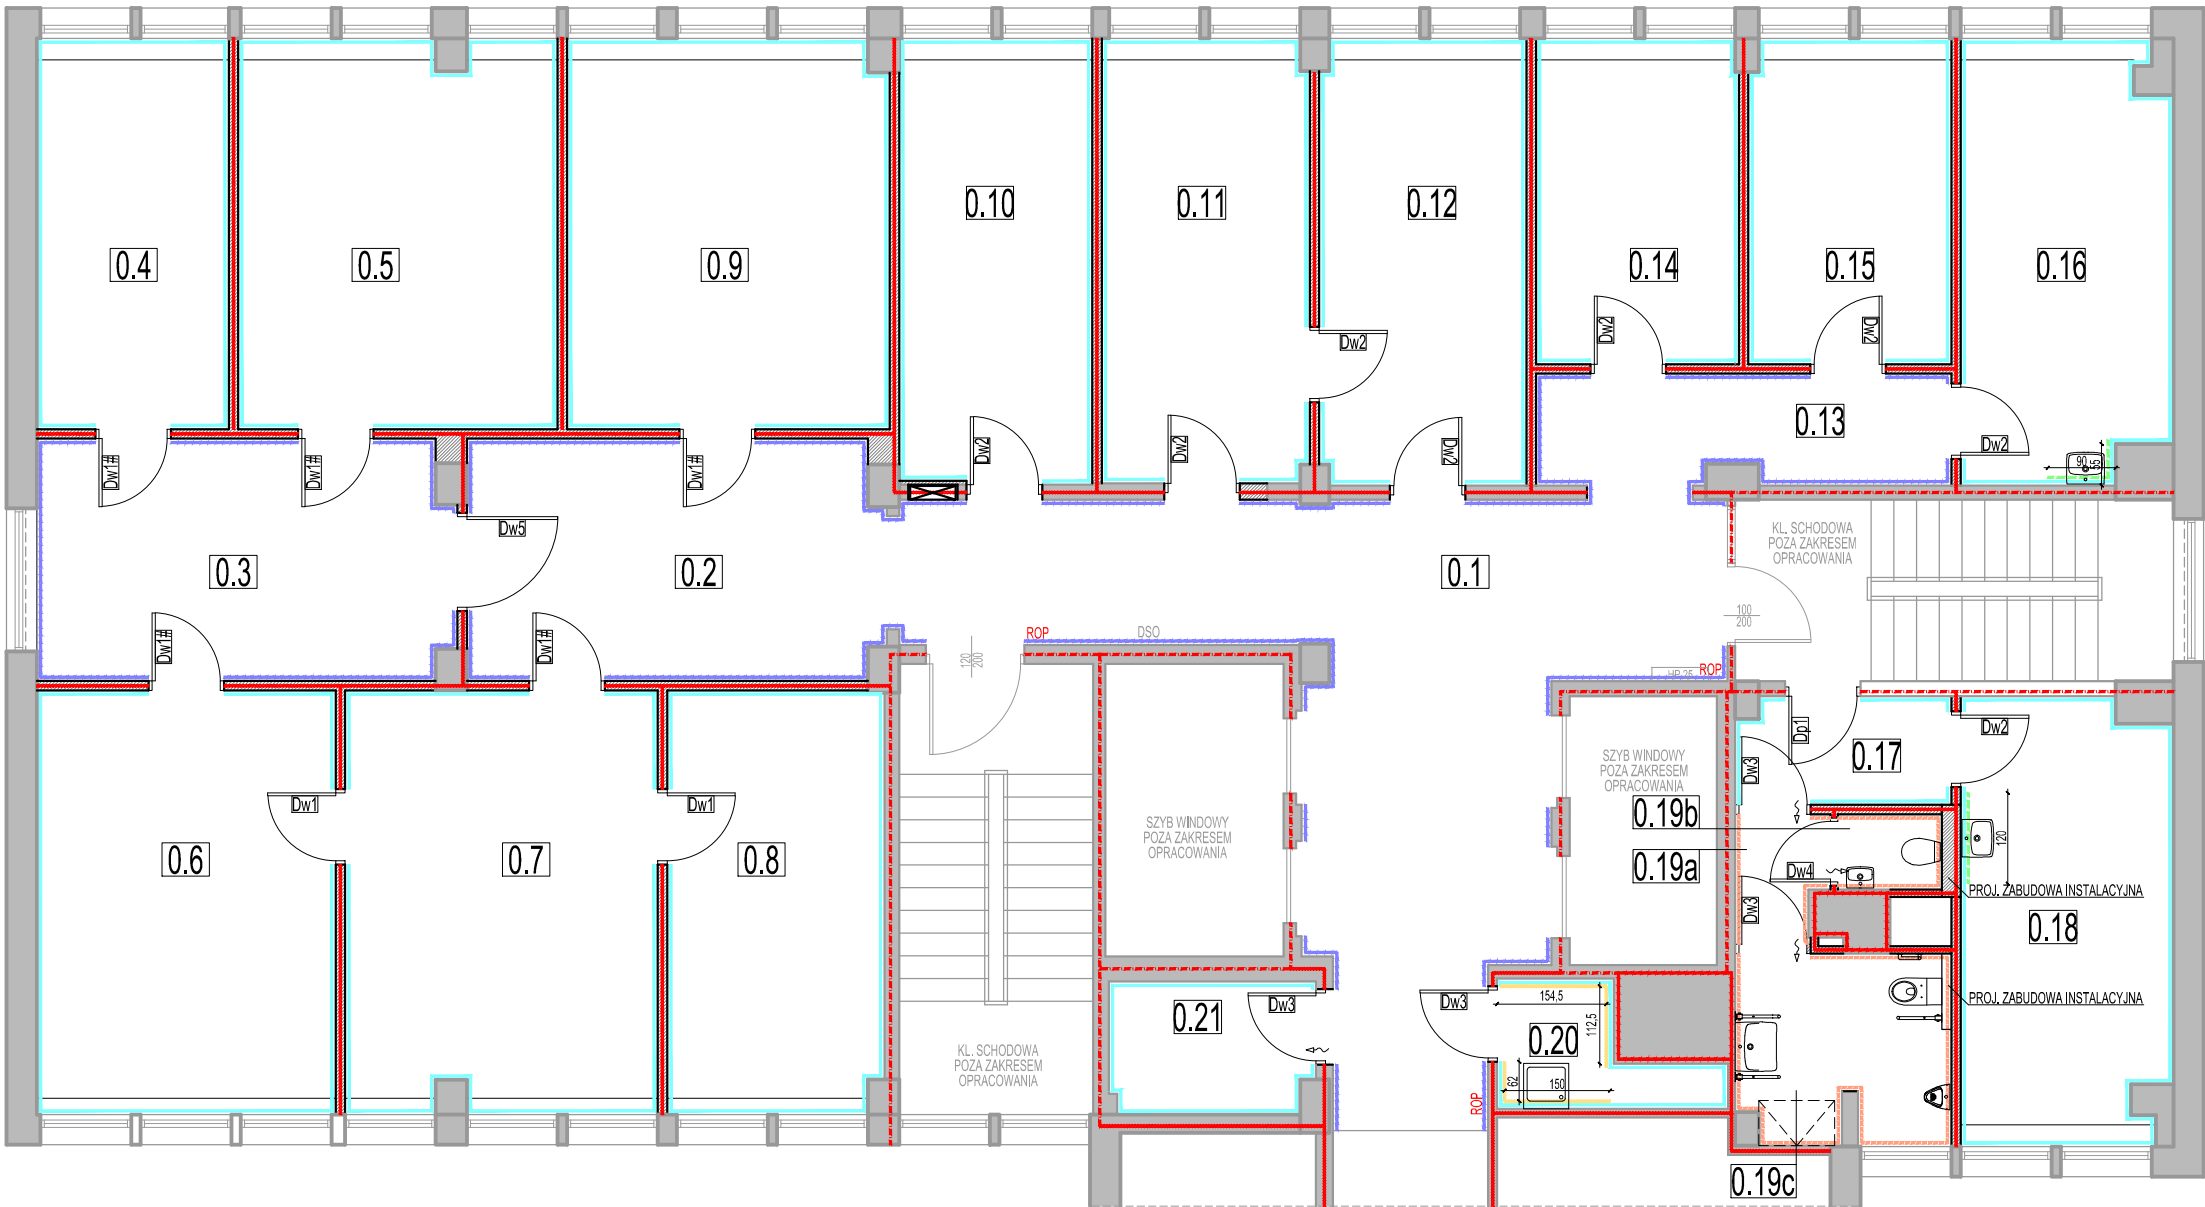 0.10
0.11
0.12
0.4
0.5
0.9
0.14
0.15
0.16
Dw2
Dw2
Dw2
0.13
Dw2
Dw2
Dw2
Dw2
90
55
Dw1#
Dw1#
Dw1#
Dw5
KL. SCHODOWA
POZA ZAKRESEM
OPRACOWANIA
0.3
0.2
0.1
100
200
Dw1#
Dw1#
ROP
DSO
120
200
HP 25
ROP
Dp1
Dw2
0.17
Dw3
SZYB WINDOWY
POZA ZAKRESEM
OPRACOWANIA
Dw1
Dw1
0.19b
SZYB WINDOWY
POZA ZAKRESEM
OPRACOWANIA
120
0.6
0.7
0.8
0.19a
Dw4
PROJ. ZABUDOWA INSTALACYJNA
Dw3
0.18
154,5
PROJ. ZABUDOWA INSTALACYJNA
Dw3
Dw3
0.21
112,5
0.20
KL. SCHODOWA
POZA ZAKRESEM
OPRACOWANIA
62
150
ROP
0.19c